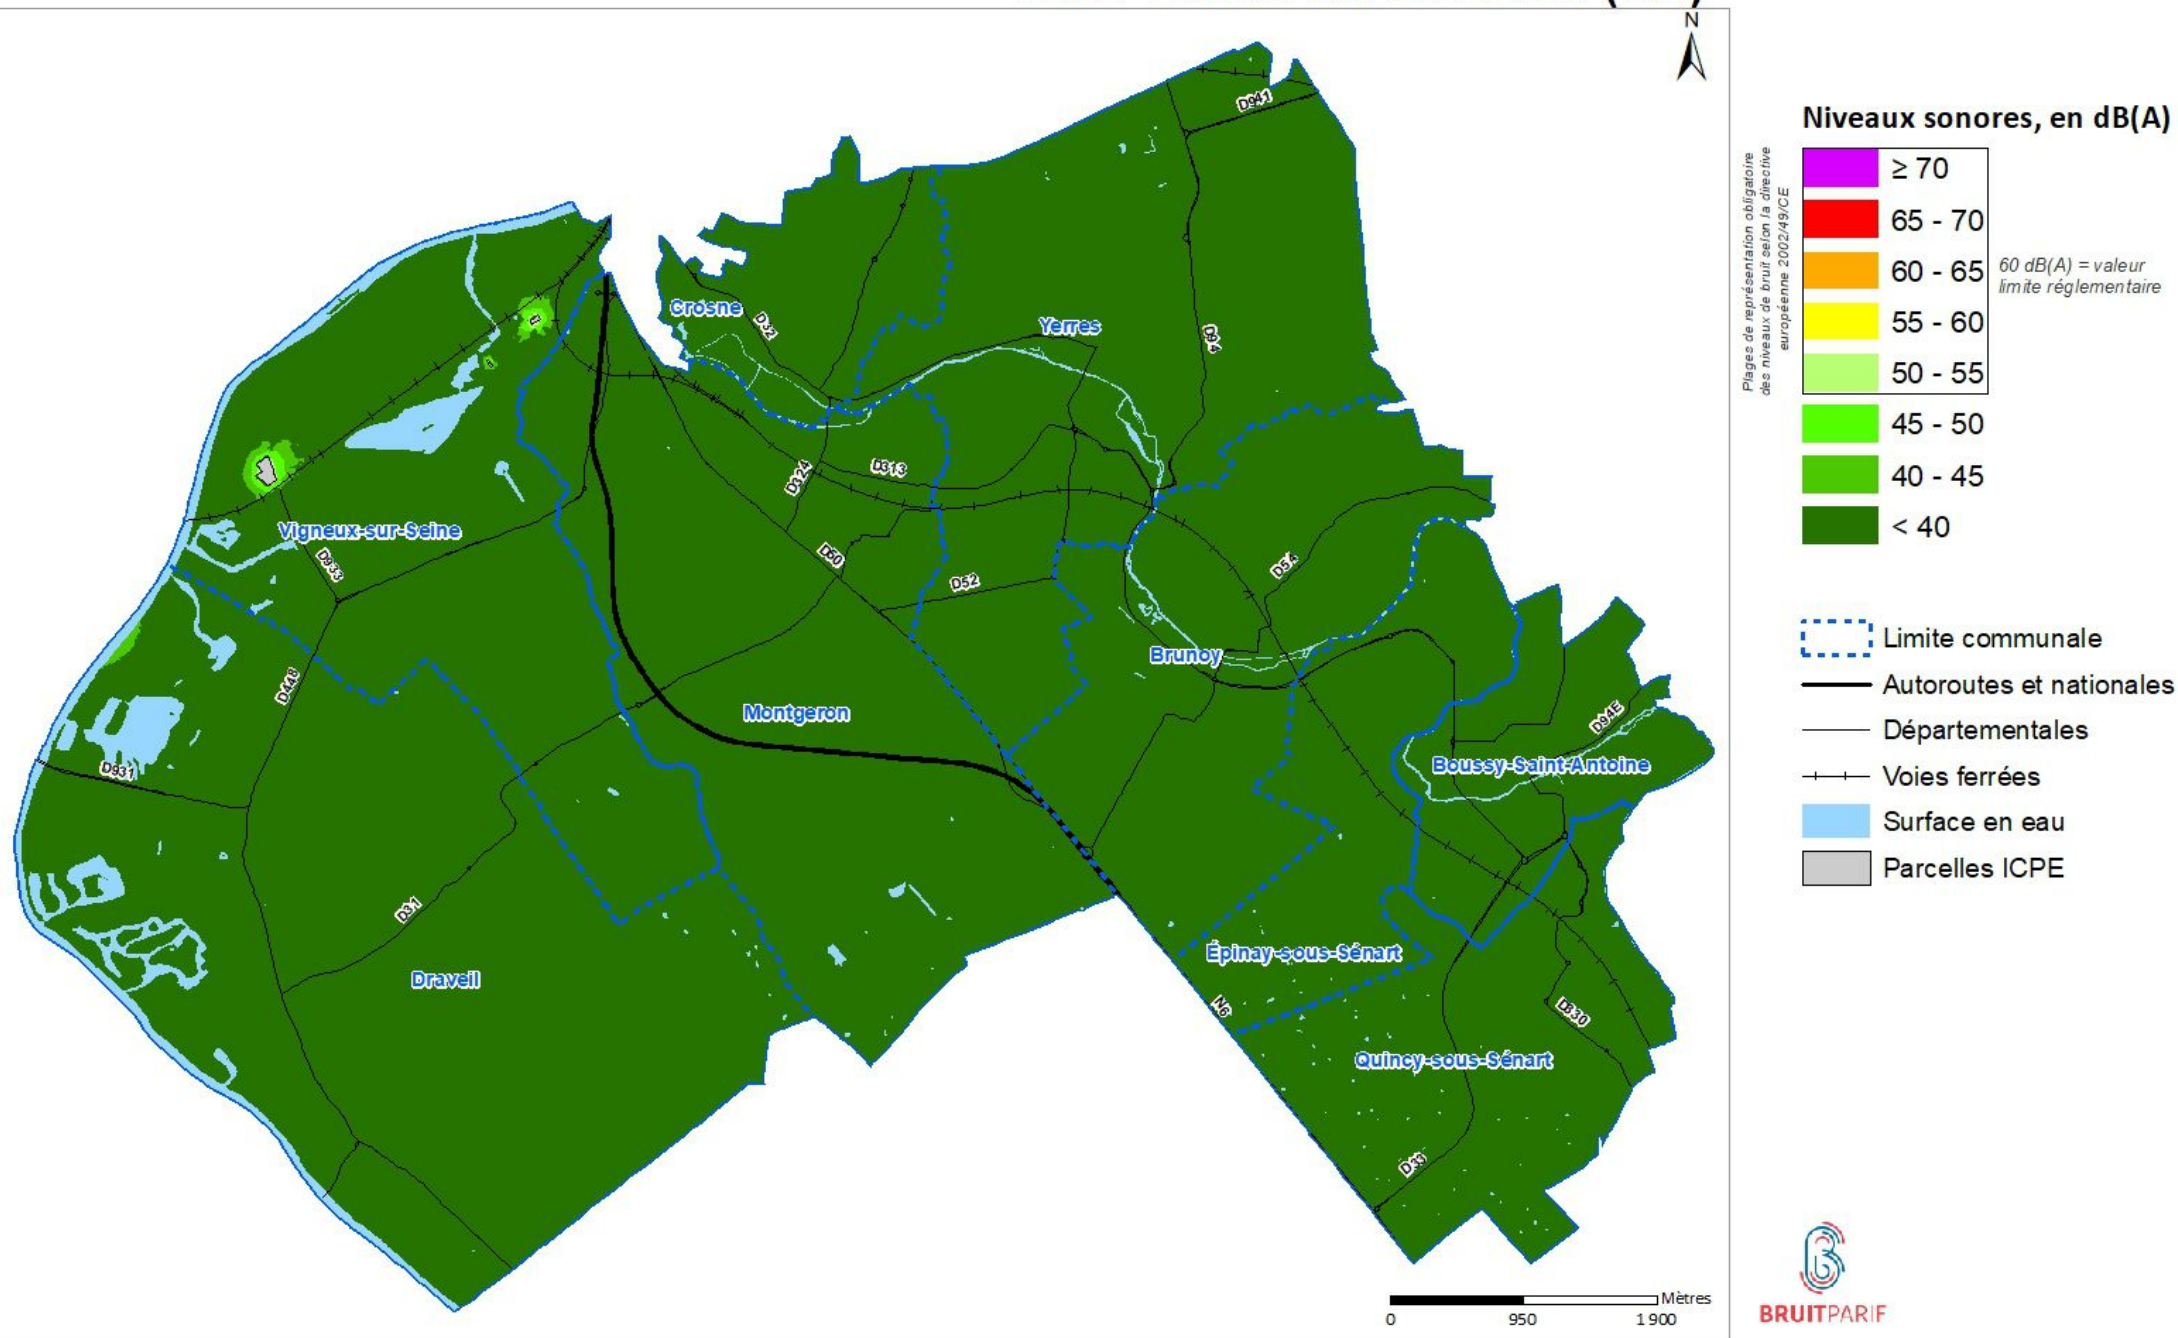 N
Niveaux sonores, en dB(A)
Plages de représentation obligatoire
des niveaux de bruit selon la directive
européenne 2002/49/CE
≥ 70
65 - 70
60 - 65
55 - 60
50 - 55
45 - 50
40 - 45
< 40
60 dB(A) = valeur
limite réglementaire
Limite communale
Autoroutes et nationales
Départementales
Voies ferrées
Surface en eau
Parcelles ICPE
D941
Crosne
D32
Yerres
D94
D324
D313
Vigneux-sur-Seine
D933
D60
D52
D54
Brunoy
D448
Montgeron
D94E
Boussy-Saint-Antoine
D931
D31
Draveil
Épinay-sous-Sénart
N6
D330
Quincy-sous-Sénart
D33
Mètres
0 950 1 900
BRUITPARIF